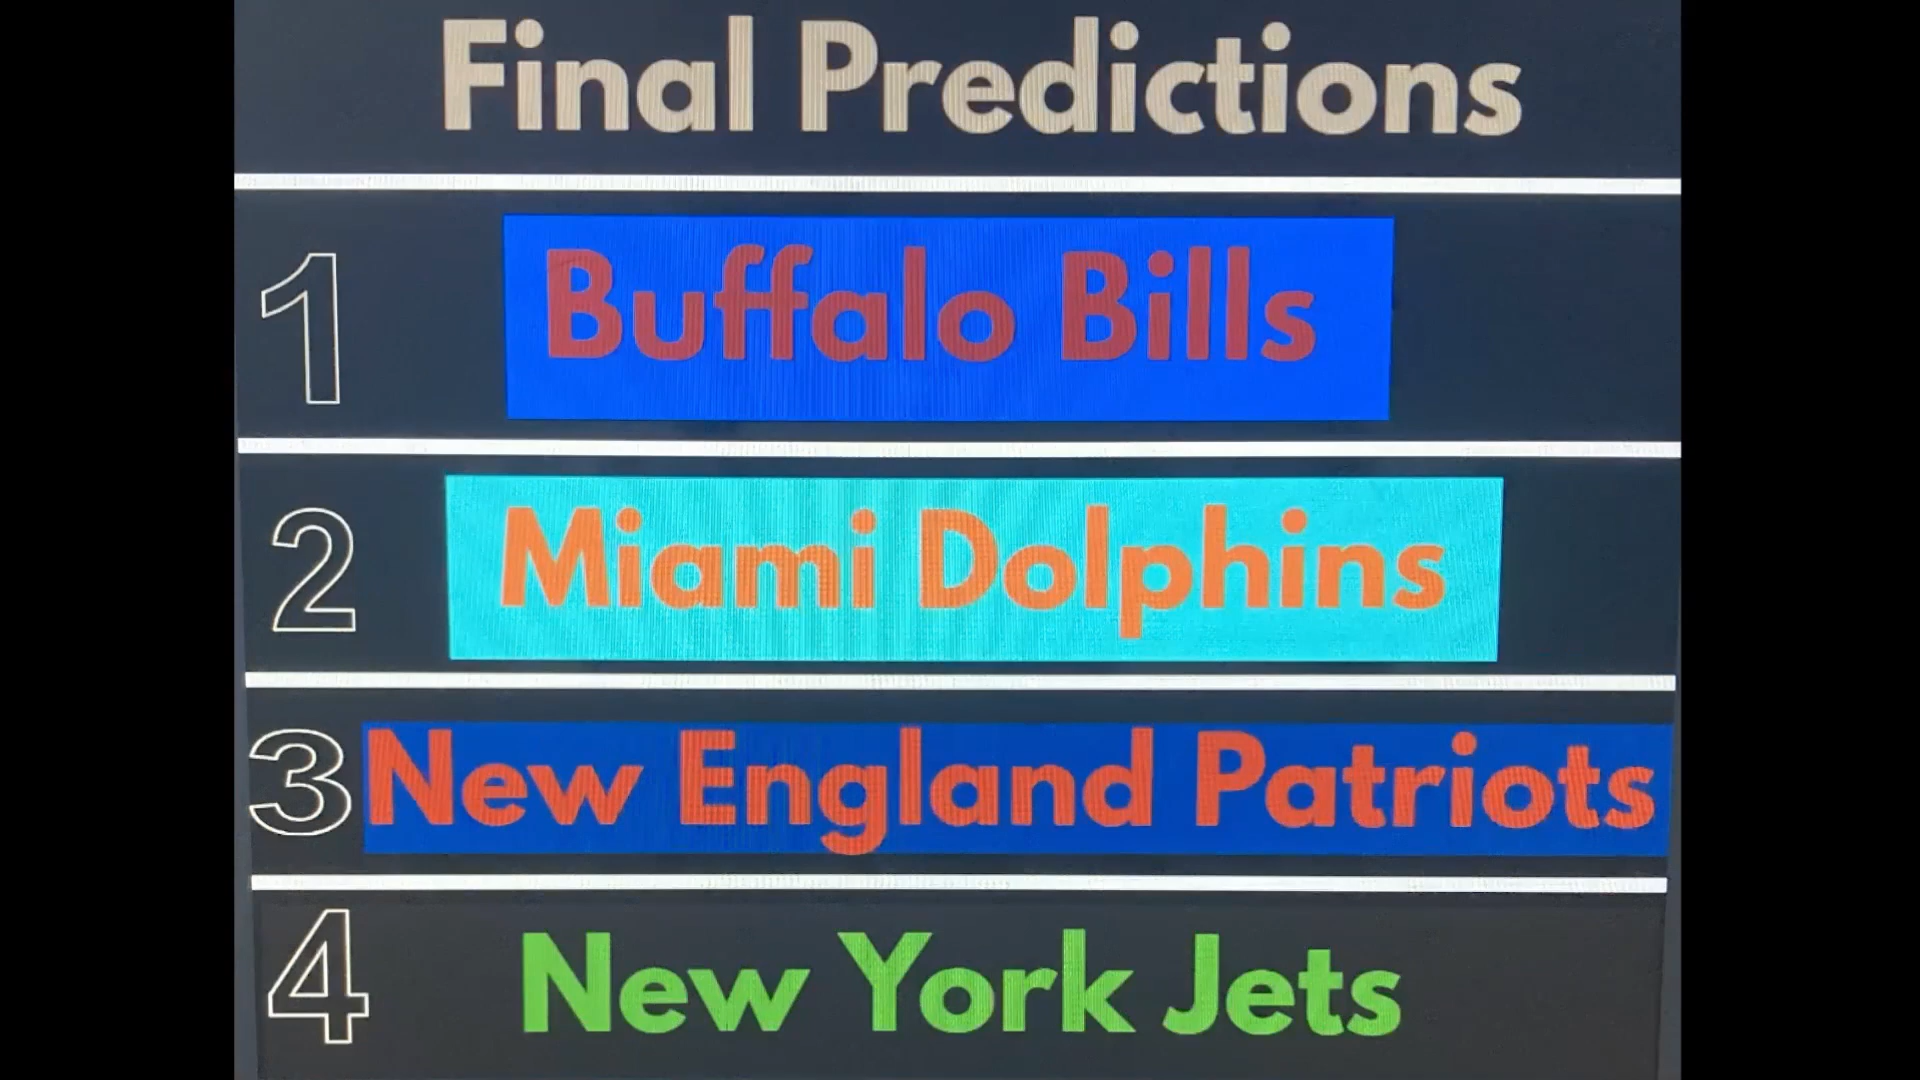 Final Predictions
1 Buffalo Bills
2 Miami Dolphins
3 New England Patriots
4 New York Jets